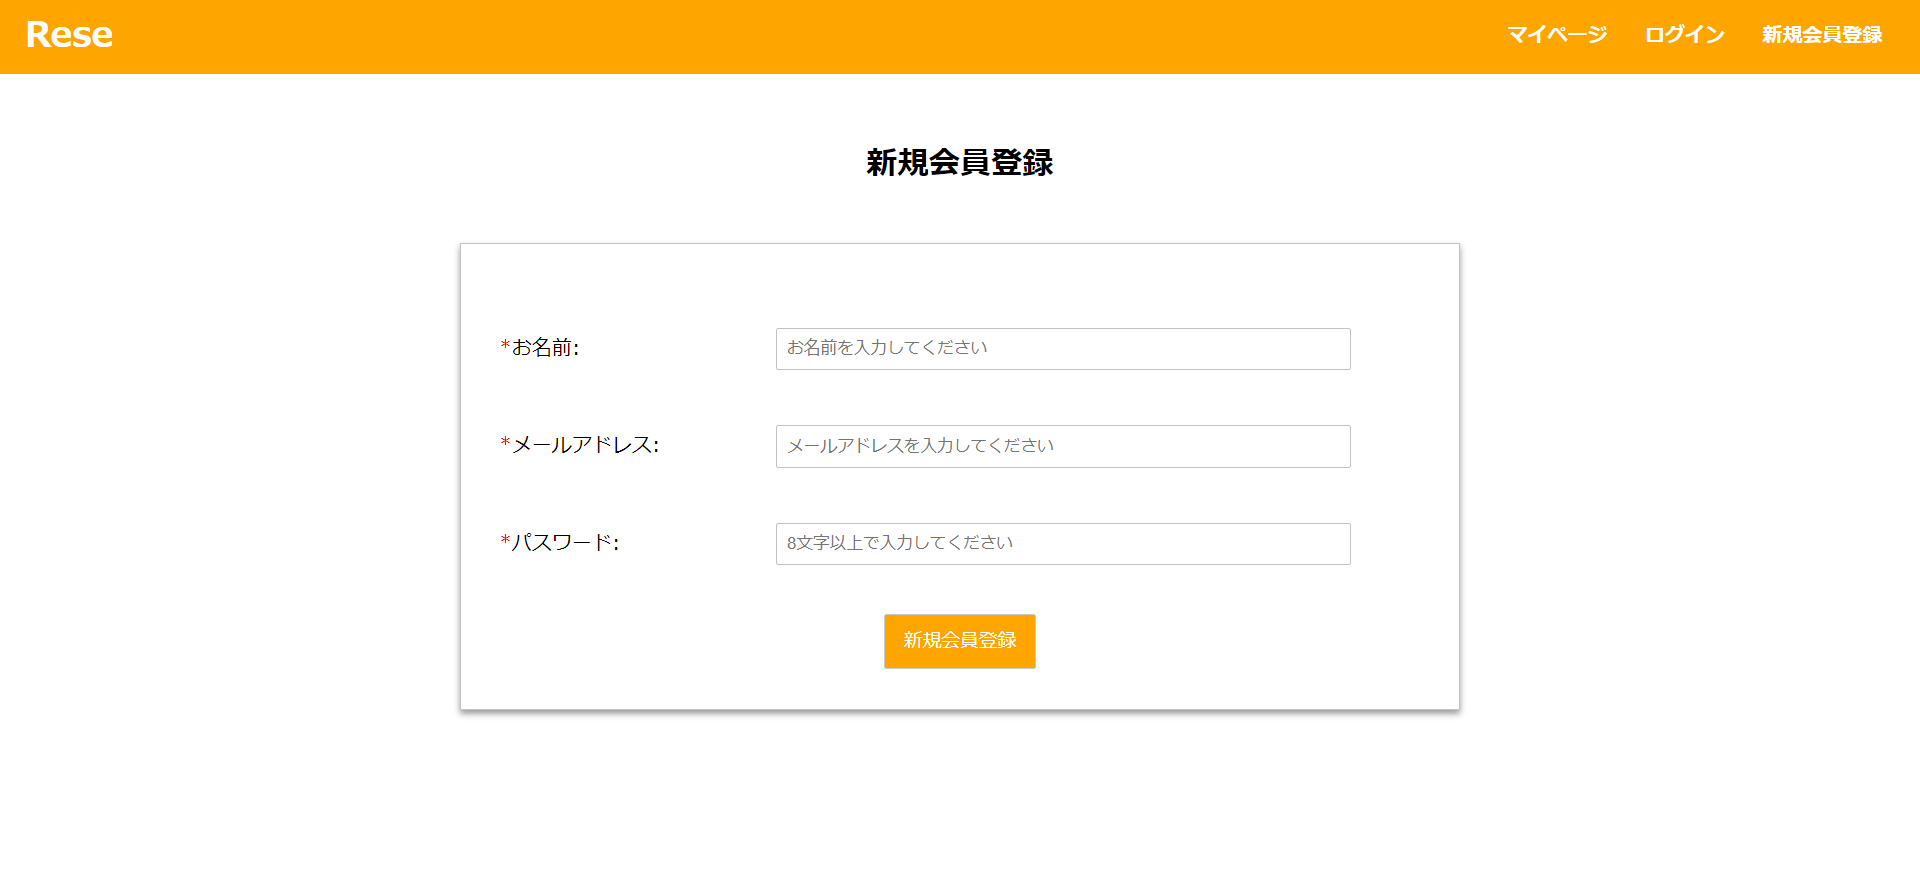 Rese
マイページ ログイン 新規会員登録
新規会員登録
*お名前: お名前を入力してください
*メールアドレス: メールアドレスを入力してください
*パスワード: 8文字以上で入力してください
新規会員登録